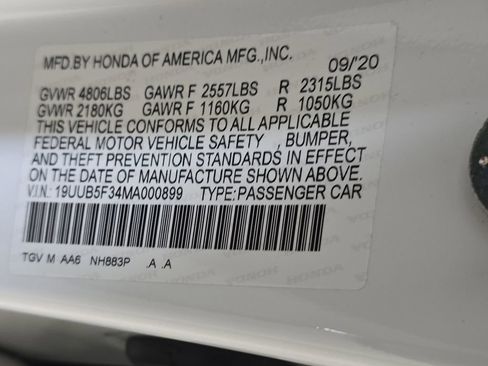 MFD.BY HONDA OF AMERICA MFG.,INC. 09/20
GVWR 4806LBS GAWR F 2557LBS R 2315LBS
GVWR 2180KG GAWR F 1160KG R 1050KG
THIS VEHICLE CONFORMS TO ALL APPLICABLE
FEDERAL MOTOR VEHICLE SAFETY , BUMPER,
AND THEFT PREVENTION STANDARDS IN EFFECT
ON THE DATE OF MANUFACTURE SHOWN ABOVE.
V.I.N.: 19UUB5F34MA000899 TYPE:PASSENGER CAR
TGV M AA6 NH883P .A .A